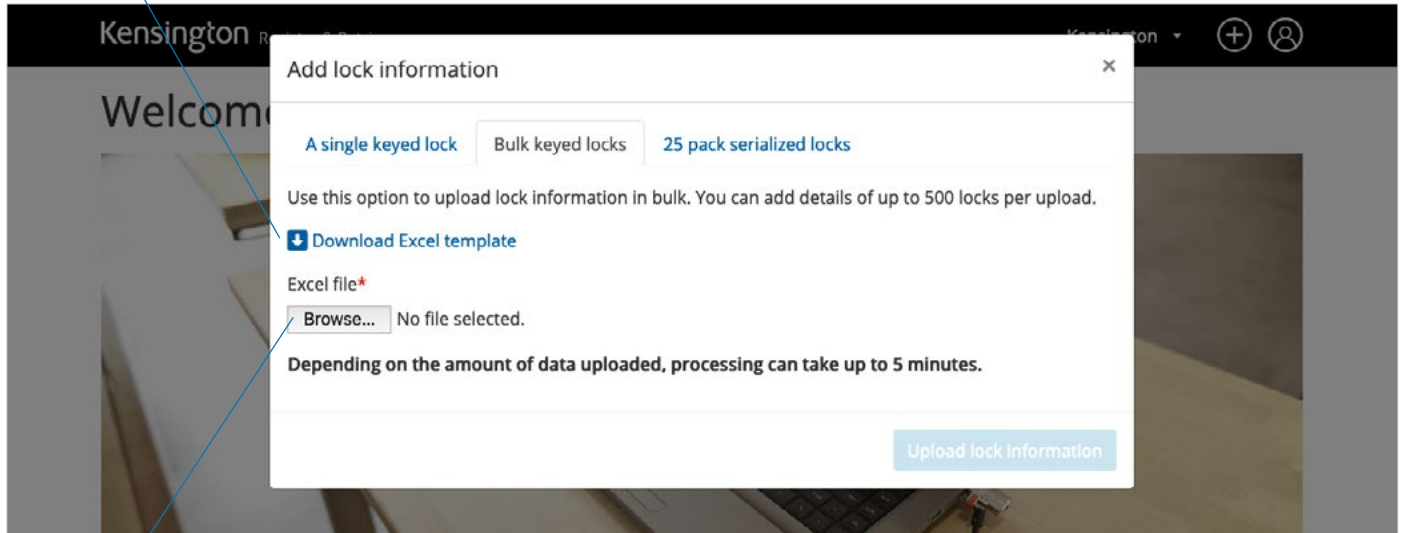 Kensington
Add lock information ×
Welcom
A single keyed lock Bulk keyed locks 25 pack serialized locks
Use this option to upload lock information in bulk. You can add details of up to 500 locks per upload.
Download Excel template
Excel file*
Browse... No file selected.
Depending on the amount of data uploaded, processing can take up to 5 minutes.
Upload lock information